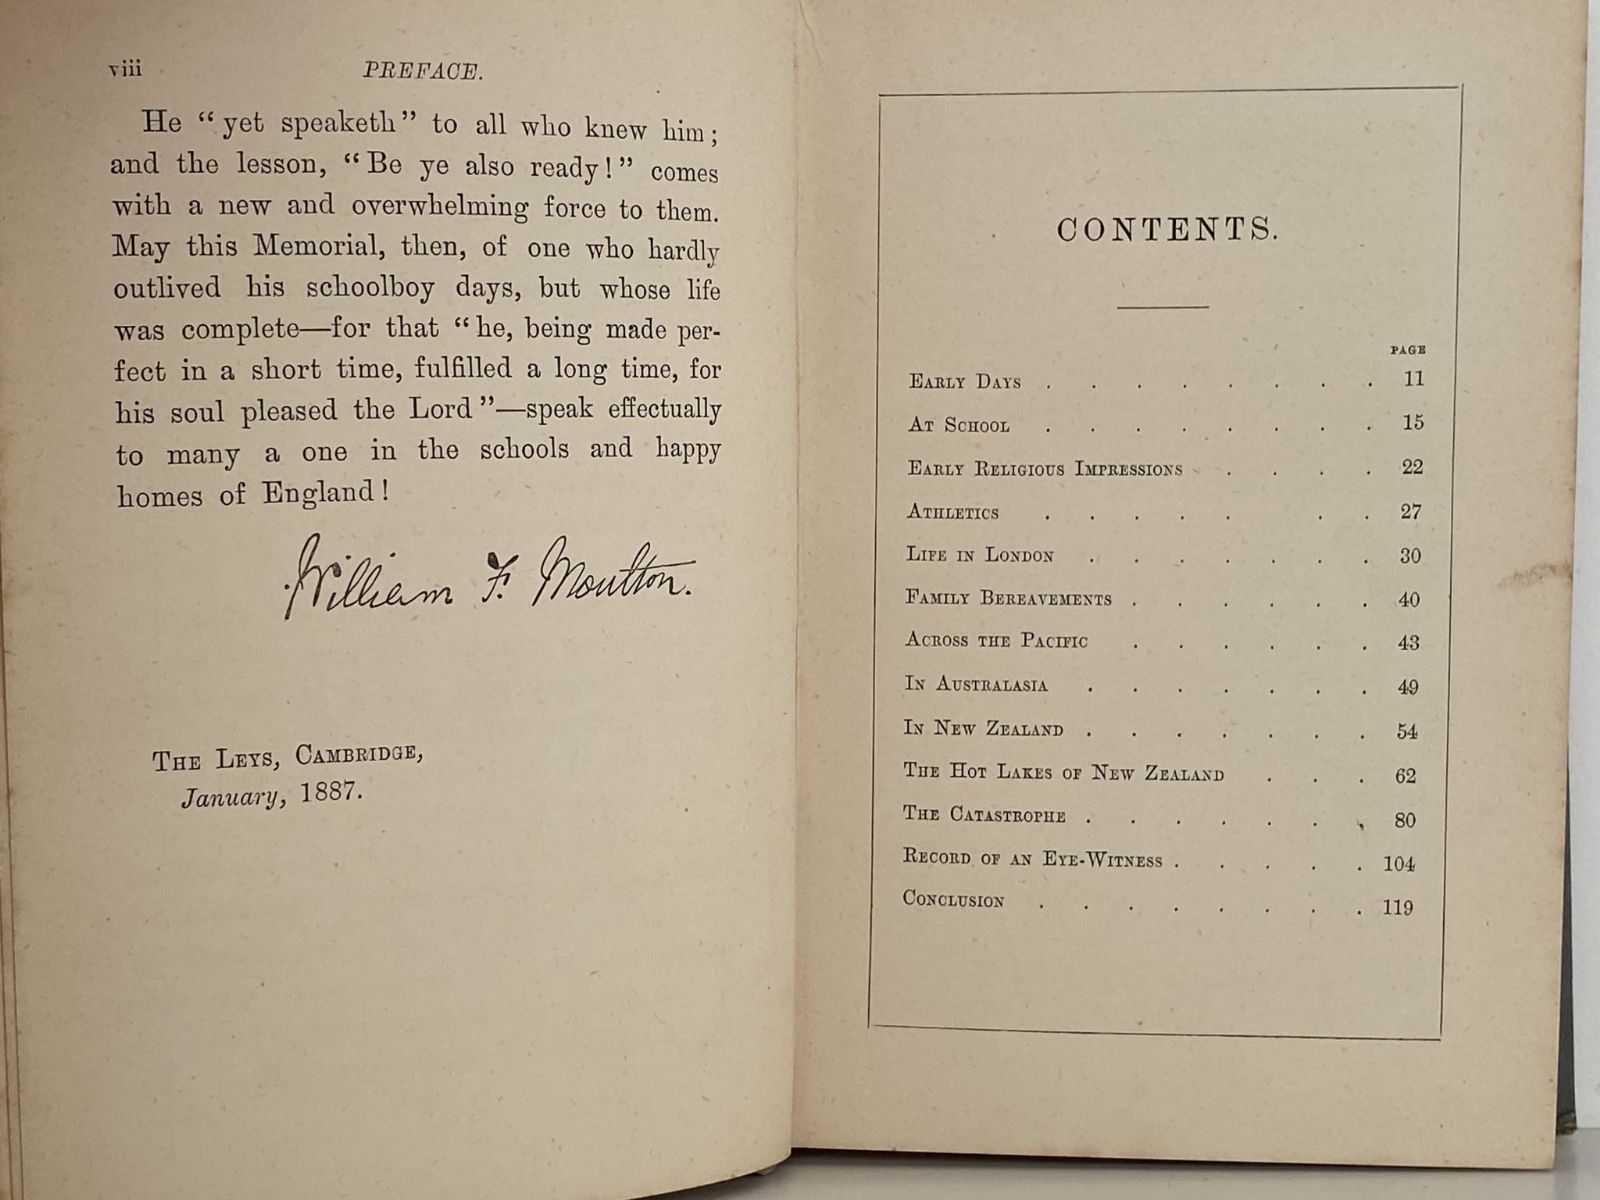 viii PREFACE.
He “yet speaketh” to all who knew him;
and the lesson, “Be ye also ready!” comes
with a new and overwhelming force to them.
May this Memorial, then, of one who hardly
outlived his schoolboy days, but whose life
was complete—for that “he, being made per-
fect in a short time, fulfilled a long time, for
his soul pleased the Lord”—speak effectually
to many a one in the schools and happy
homes of England!
William F. Moulton.
The Leys, Cambridge,
January, 1887.
CONTENTS.
PAGE
Early Days . . . . . . . . 11
At School . . . . . . . . 15
Early Religious Impressions . . . . 22
Athletics . . . . . . . 27
Life in London . . . . . . . 30
Family Bereavements . . . . . . 40
Across the Pacific . . . . . . 43
In Australasia . . . . . . . 49
In New Zealand . . . . . . . 54
The Hot Lakes of New Zealand . . . 62
The Catastrophe . . . . . . . 80
Record of an Eye-Witness . . . . . 104
Conclusion . . . . . . . . 119